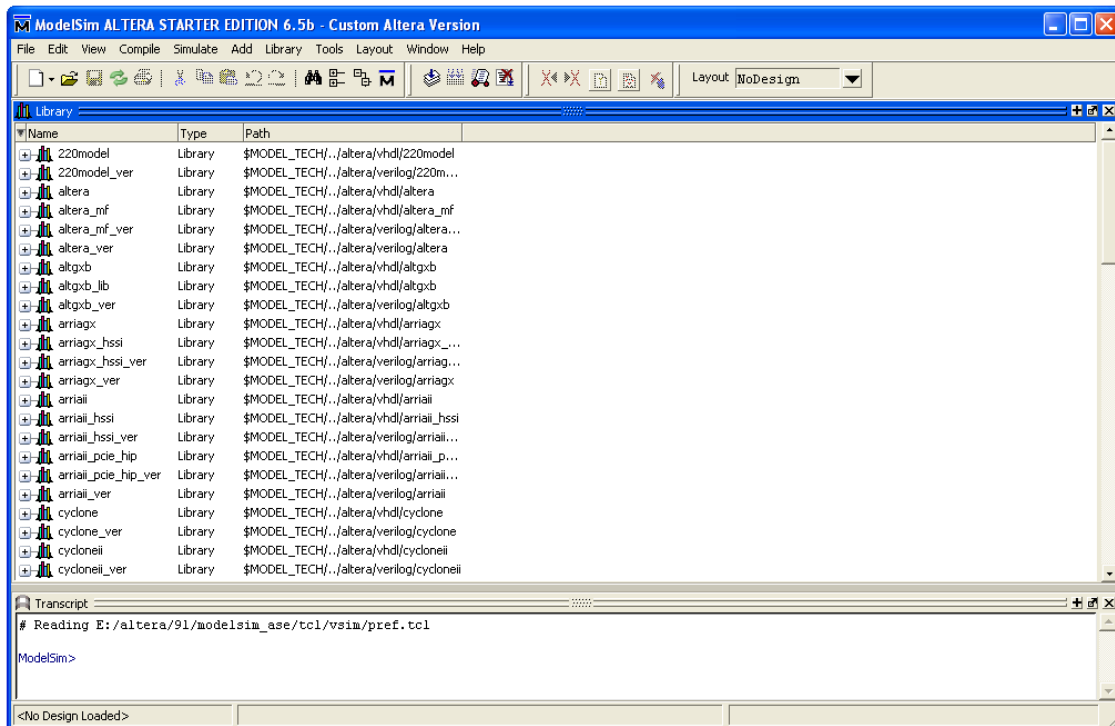 ModelSim ALTERA STARTER EDITION 6.5b - Custom Altera Version
File Edit View Compile Simulate Add Library Tools Layout Window Help
Layout NoDesign
Library
Name Type Path
220model Library $MODEL_TECH/../altera/vhdl/220model
220model_ver Library $MODEL_TECH/../altera/verilog/220m...
altera Library $MODEL_TECH/../altera/vhdl/altera
altera_mf Library $MODEL_TECH/../altera/vhdl/altera_mf
altera_mf_ver Library $MODEL_TECH/../altera/verilog/altera...
altera_ver Library $MODEL_TECH/../altera/verilog/altera
altgxb Library $MODEL_TECH/../altera/vhdl/altgxb
altgxb_lib Library $MODEL_TECH/../altera/vhdl/altgxb
altgxb_ver Library $MODEL_TECH/../altera/verilog/altgxb
arriagx Library $MODEL_TECH/../altera/vhdl/arriagx
arriagx_hssi Library $MODEL_TECH/../altera/vhdl/arriagx_...
arriagx_hssi_ver Library $MODEL_TECH/../altera/verilog/arriag...
arriagx_ver Library $MODEL_TECH/../altera/verilog/arriagx
arriaii Library $MODEL_TECH/../altera/vhdl/arriaii
arriaii_hssi Library $MODEL_TECH/../altera/vhdl/arriaii_hssi
arriaii_hssi_ver Library $MODEL_TECH/../altera/verilog/arriaii...
arriaii_pcie_hip Library $MODEL_TECH/../altera/vhdl/arriaii_p...
arriaii_pcie_hip_ver Library $MODEL_TECH/../altera/verilog/arriaii...
arriaii_ver Library $MODEL_TECH/../altera/verilog/arriaii
cyclone Library $MODEL_TECH/../altera/vhdl/cyclone
cyclone_ver Library $MODEL_TECH/../altera/verilog/cyclone
cycloneii Library $MODEL_TECH/../altera/vhdl/cycloneii
cycloneii_ver Library $MODEL_TECH/../altera/verilog/cycloneii
Transcript
# Reading E:/altera/91/modelsim_ase/tcl/vsim/pref.tcl
ModelSim>
<No Design Loaded>